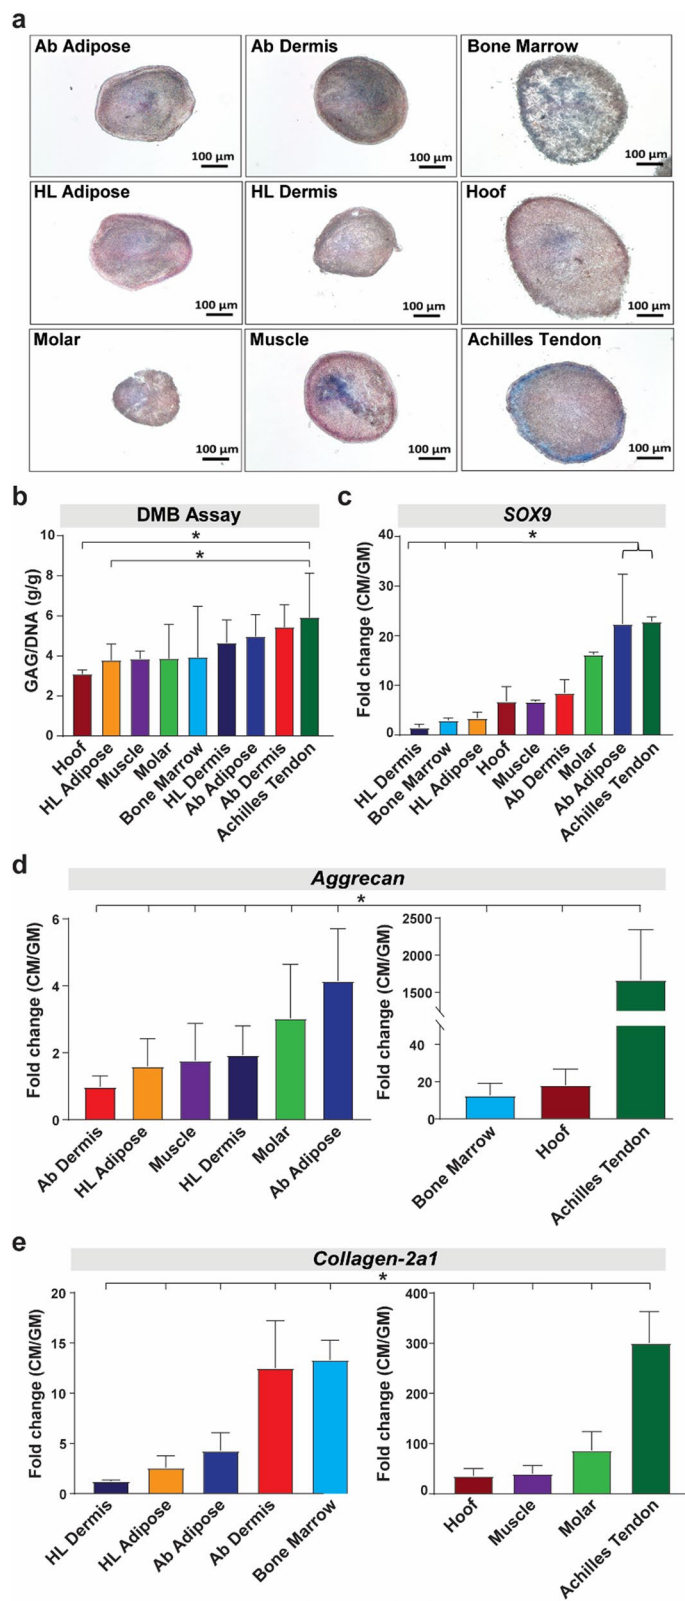 a
Ab Adipose
Ab Dermis
Bone Marrow
100 µm
100 µm
100 µm
HL Adipose
HL Dermis
Hoof
100 µm
100 µm
100 µm
Molar
Muscle
Achilles Tendon
100 µm
100 µm
100 µm
b
DMB Assay
*
*
GAG/DNA (g/g)
10
8
6
4
2
0
Hoof
HL Adipose
Muscle
Molar
Bone Marrow
HL Dermis
Ab Adipose
Ab Dermis
Achilles Tendon
c
SOX9
*
Fold change (CM/GM)
40
30
20
10
0
HL Dermis
Bone Marrow
HL Adipose
Hoof
Muscle
Ab Dermis
Molar
Ab Adipose
Achilles Tendon
d
Aggrecan
*
Fold change (CM/GM)
6
4
2
0
Ab Dermis
HL Adipose
Muscle
HL Dermis
Molar
Ab Adipose
Fold change (CM/GM)
2500
1500
40
20
0
Bone Marrow
Hoof
Achilles Tendon
e
Collagen-2a1
*
Fold change (CM/GM)
20
15
10
5
0
HL Dermis
HL Adipose
Ab Adipose
Ab Dermis
Bone Marrow
Fold change (CM/GM)
400
300
200
100
0
Hoof
Muscle
Molar
Achilles Tendon